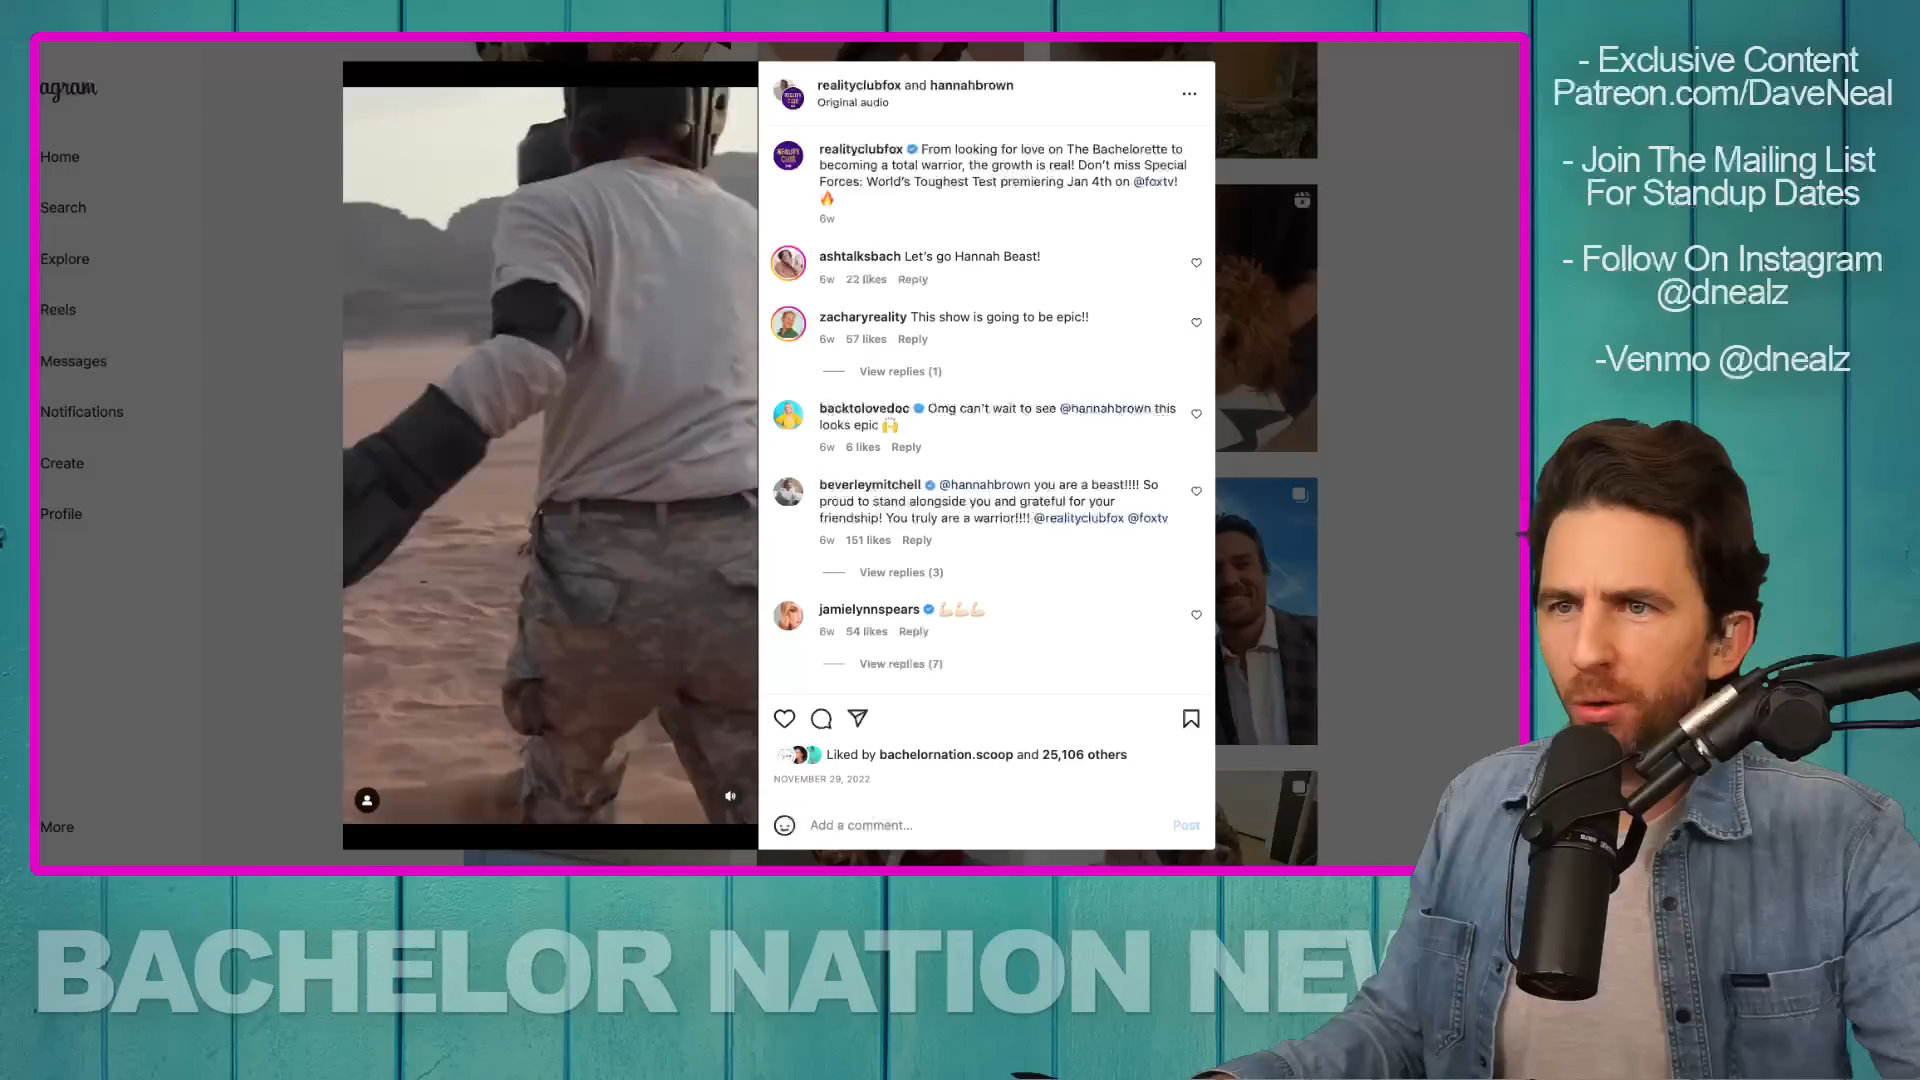 agram
Home
Search
Explore
Reels
Messages
Notifications
Create
Profile
More
realityclubfox and hannahbrown
Original audio
realityclubfox From looking for love on The Bachelorette to
becoming a total warrior, the growth is real! Don't miss Special
Forces: World's Toughest Test premiering Jan 4th on @foxtv!
🔥
6w
ashtalksbach Let's go Hannah Beast!
6w 22 likes Reply
zacharyreality This show is going to be epic!!
6w 57 likes Reply
View replies (1)
backtolovedoc Omg can't wait to see @hannahbrown this
looks epic 🙌
6w 6 likes Reply
beverleymitchell @hannahbrown you are a beast!!!! So
proud to stand alongside you and grateful for your
friendship! You truly are a warrior!!!! @realityclubfox @foxtv
6w 151 likes Reply
View replies (3)
jamielynnspears 💪🏻💪🏻💪🏻
6w 54 likes Reply
View replies (7)
Liked by bachelornation.scoop and 25,106 others
NOVEMBER 29, 2022
Add a comment...
Post
- Exclusive Content
Patreon.com/DaveNeal
- Join The Mailing List
For Standup Dates
- Follow On Instagram
@dnealz
-Venmo @dnealz
BACHELOR NATION NEW